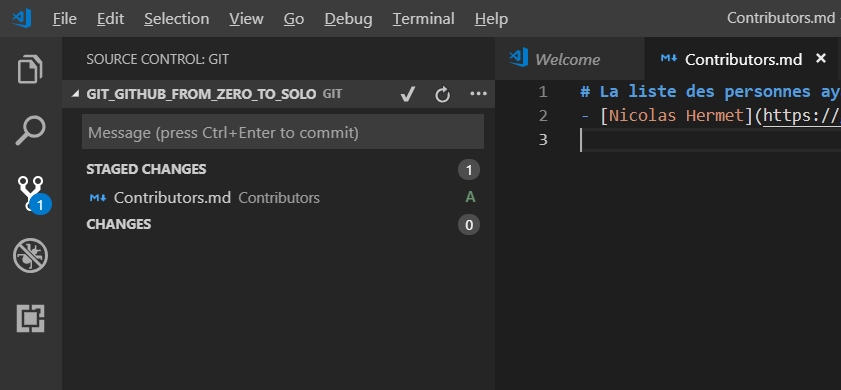 File Edit Selection View Go Debug Terminal Help Contributors.md -
SOURCE CONTROL: GIT
Welcome Contributors.md ×
GIT_GITHUB_FROM_ZERO_TO_SOLO GIT
Message (press Ctrl+Enter to commit)
STAGED CHANGES 1
M Contributors.md Contributors A
CHANGES 0
1
1 # La liste des personnes ay
2 - [Nicolas Hermet](https://
3